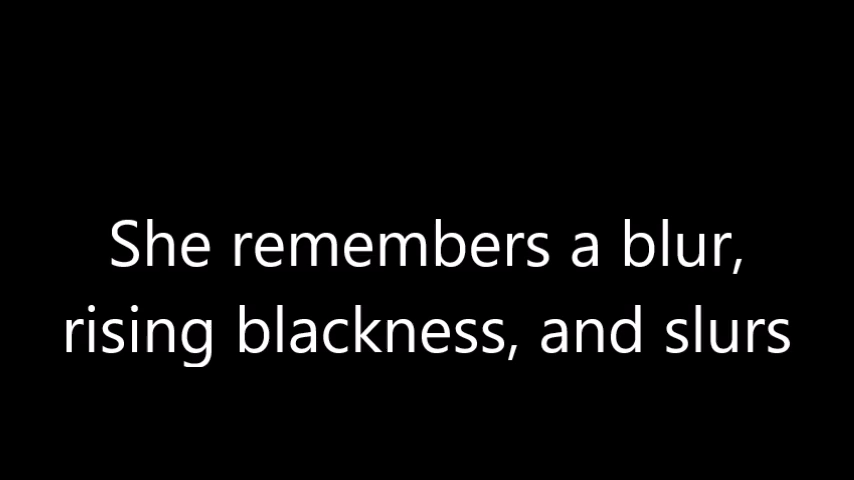 She remembers a blur,
rising blackness, and slurs